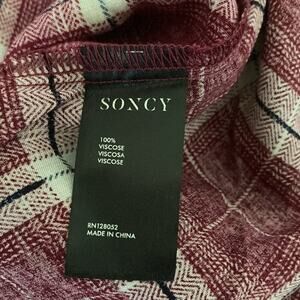 SONCY
100%
VISCOSE
VISCOSA
VISCOSE
RN128052
MADE IN CHINA